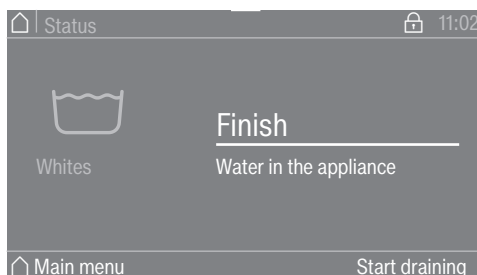 Status
11:02
Finish
Whites
Water in the appliance
Main menu
Start draining